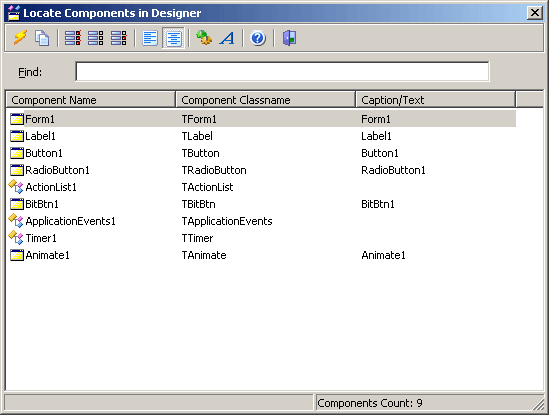 Locate Components in Designer
Find:
Component Name Component Classname Caption/Text
Form1 TForm1 Form1
Label1 TLabel Label1
Button1 TButton Button1
RadioButton1 TRadioButton RadioButton1
ActionList1 TActionList
BitBtn1 TBitBtn BitBtn1
ApplicationEvents1 TApplicationEvents
Timer1 TTimer
Animate1 TAnimate Animate1
Components Count: 9